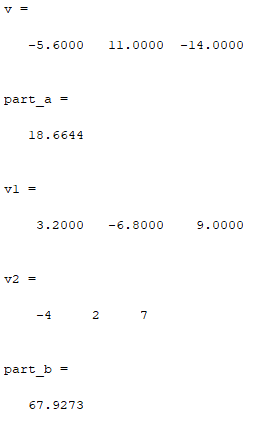 v =
-5.6000 11.0000 -14.0000
part_a =
18.6644
v1 =
3.2000 -6.8000 9.0000
v2 =
-4 2 7
part_b =
67.9273